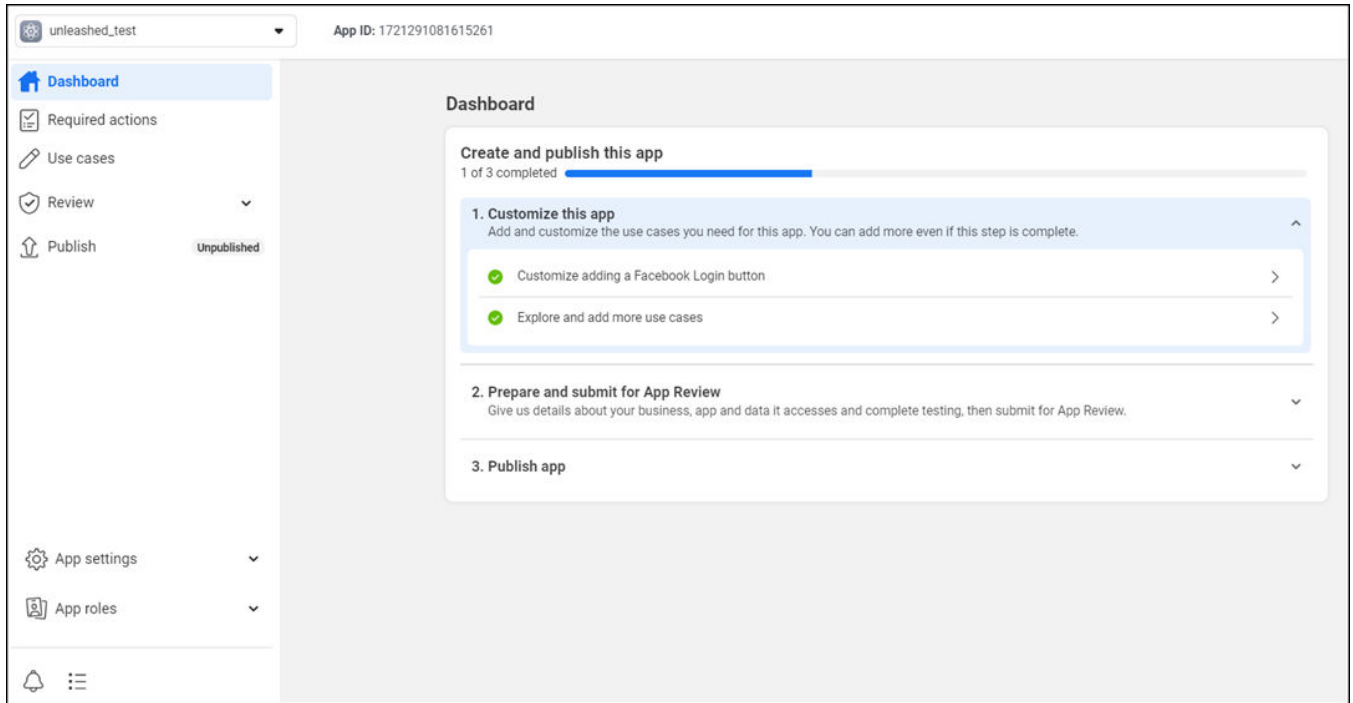 unleashed_test
App ID: 1721291081615261
Dashboard
Required actions
Use cases
Review
Publish
Unpublished
App settings
App roles
Dashboard
Create and publish this app
1 of 3 completed
1. Customize this app
Add and customize the use cases you need for this app. You can add more even if this step is complete.
Customize adding a Facebook Login button
Explore and add more use cases
2. Prepare and submit for App Review
Give us details about your business, app and data it accesses and complete testing, then submit for App Review.
3. Publish app